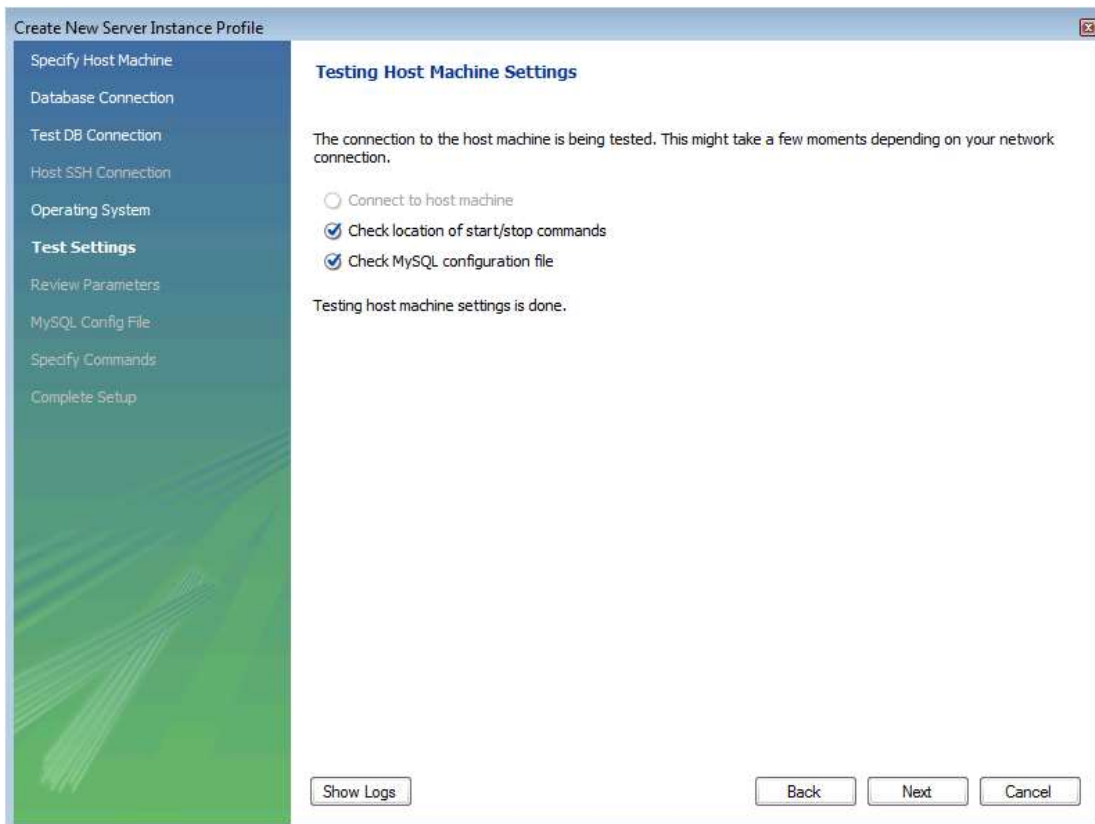 Create New Server Instance Profile
Specify Host Machine
Database Connection
Test DB Connection
Host SSH Connection
Operating System
Test Settings
Review Parameters
MySQL Config File
Specify Commands
Complete Setup
Testing Host Machine Settings
The connection to the host machine is being tested. This might take a few moments depending on your network
connection.
Connect to host machine
Check location of start/stop commands
Check MySQL configuration file
Testing host machine settings is done.
Show Logs
Back
Next
Cancel